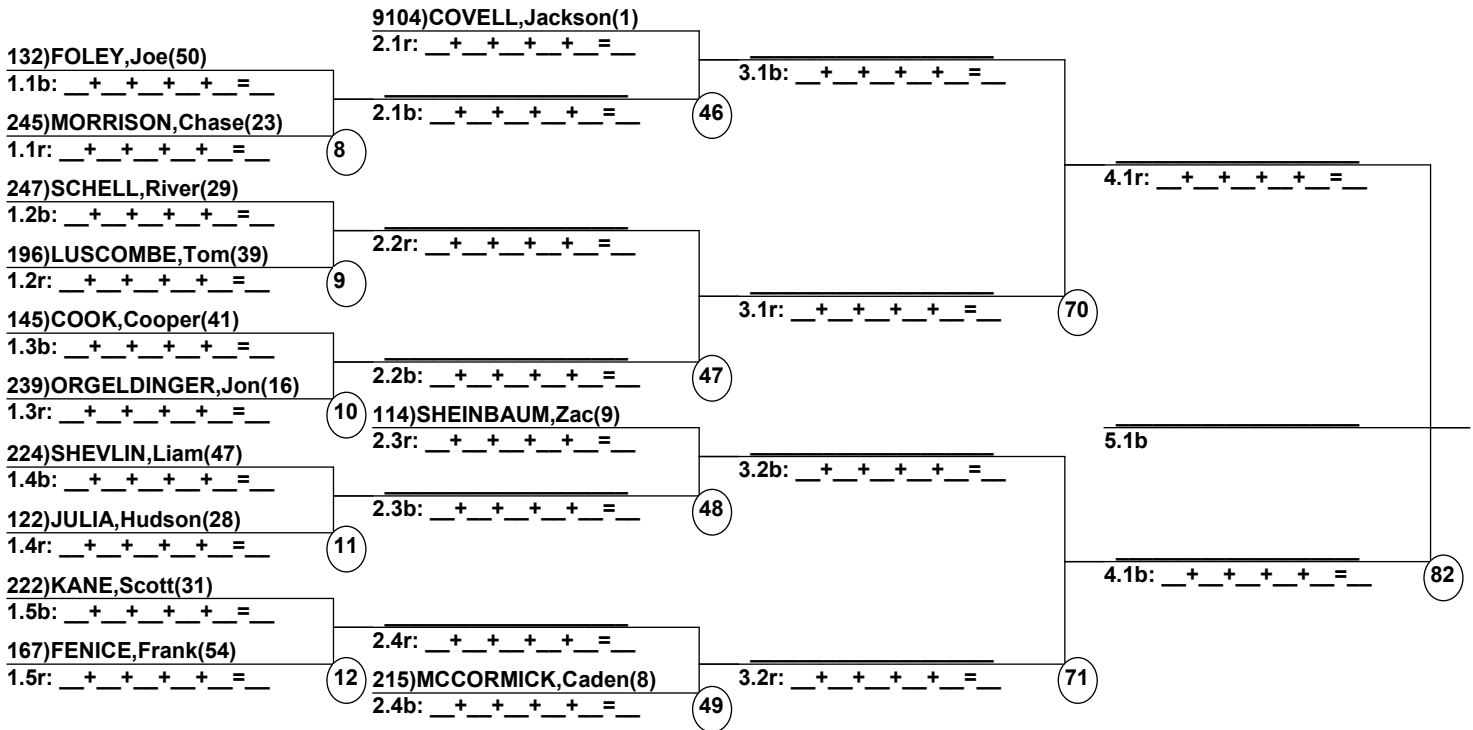 132)FOLEY,Joe(50)
1.1b: __+__+__+__+__=__
245)MORRISON,Chase(23)
1.1r: __+__+__+__+__=__
8
247)SCHELL,River(29)
1.2b: __+__+__+__+__=__
196)LUSCOMBE,Tom(39)
1.2r: __+__+__+__+__=__
9
145)COOK,Cooper(41)
1.3b: __+__+__+__+__=__
239)ORGELDINGER,Jon(16)
1.3r: __+__+__+__+__=__
10
224)SHEVLIN,Liam(47)
1.4b: __+__+__+__+__=__
122)JULIA,Hudson(28)
1.4r: __+__+__+__+__=__
11
222)KANE,Scott(31)
1.5b: __+__+__+__+__=__
167)FENICE,Frank(54)
1.5r: __+__+__+__+__=__
12
9104)COVELL,Jackson(1)
2.1r: __+__+__+__+__=__
2.1b: __+__+__+__+__=__
46
2.2r: __+__+__+__+__=__
2.2b: __+__+__+__+__=__
47
114)SHEINBAUM,Zac(9)
2.3r: __+__+__+__+__=__
2.3b: __+__+__+__+__=__
48
2.4r: __+__+__+__+__=__
215)MCCORMICK,Caden(8)
2.4b: __+__+__+__+__=__
49
3.1b: __+__+__+__+__=__
3.1r: __+__+__+__+__=__
70
3.2b: __+__+__+__+__=__
3.2r: __+__+__+__+__=__
71
4.1r: __+__+__+__+__=__
4.1b: __+__+__+__+__=__
82
5.1b